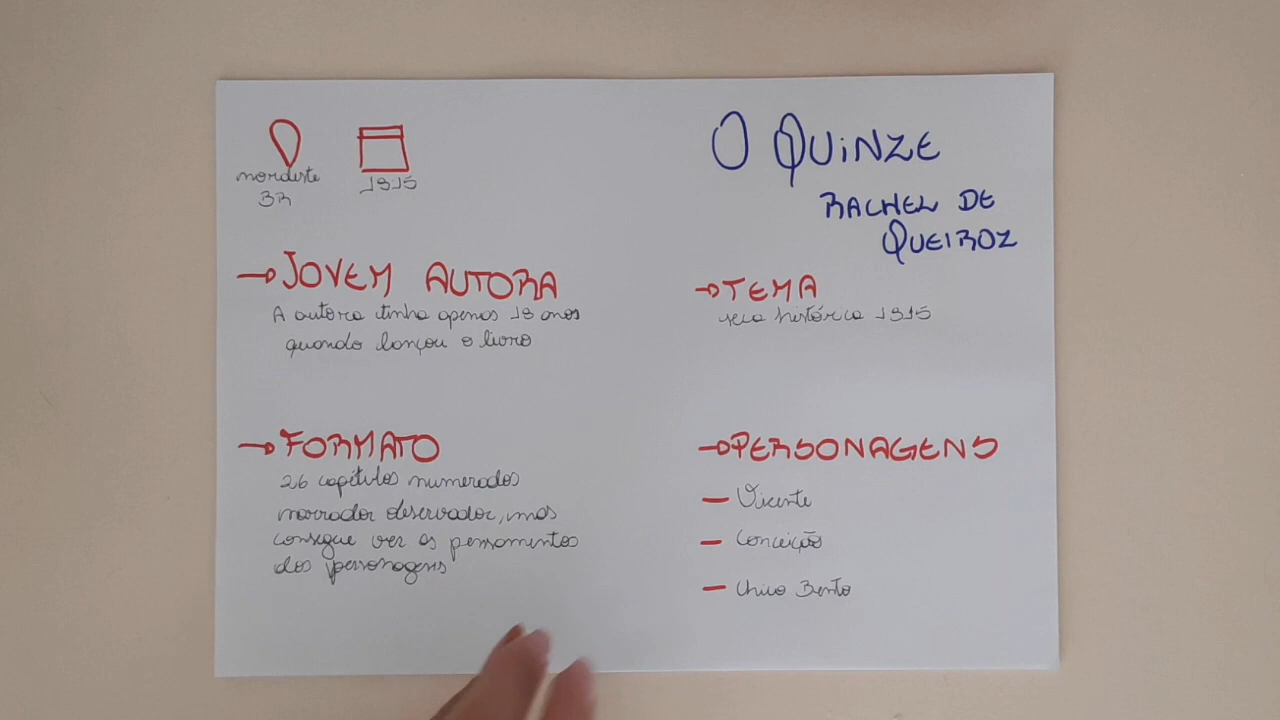 nordeste
BR
1915
O QUINZE
RACHEL DE
QUEIROZ
→ JOVEM AUTORA
A autora tinha apenas 19 anos
quando lançou o livro
→ TEMA
seca histórica 1915
→ FORMATO
26 capítulos numerados
narrador observador, mas
consegue ver os pensamentos
dos personagens
→ PERSONAGENS
— Vicente
— Conceição
— Chico Bento